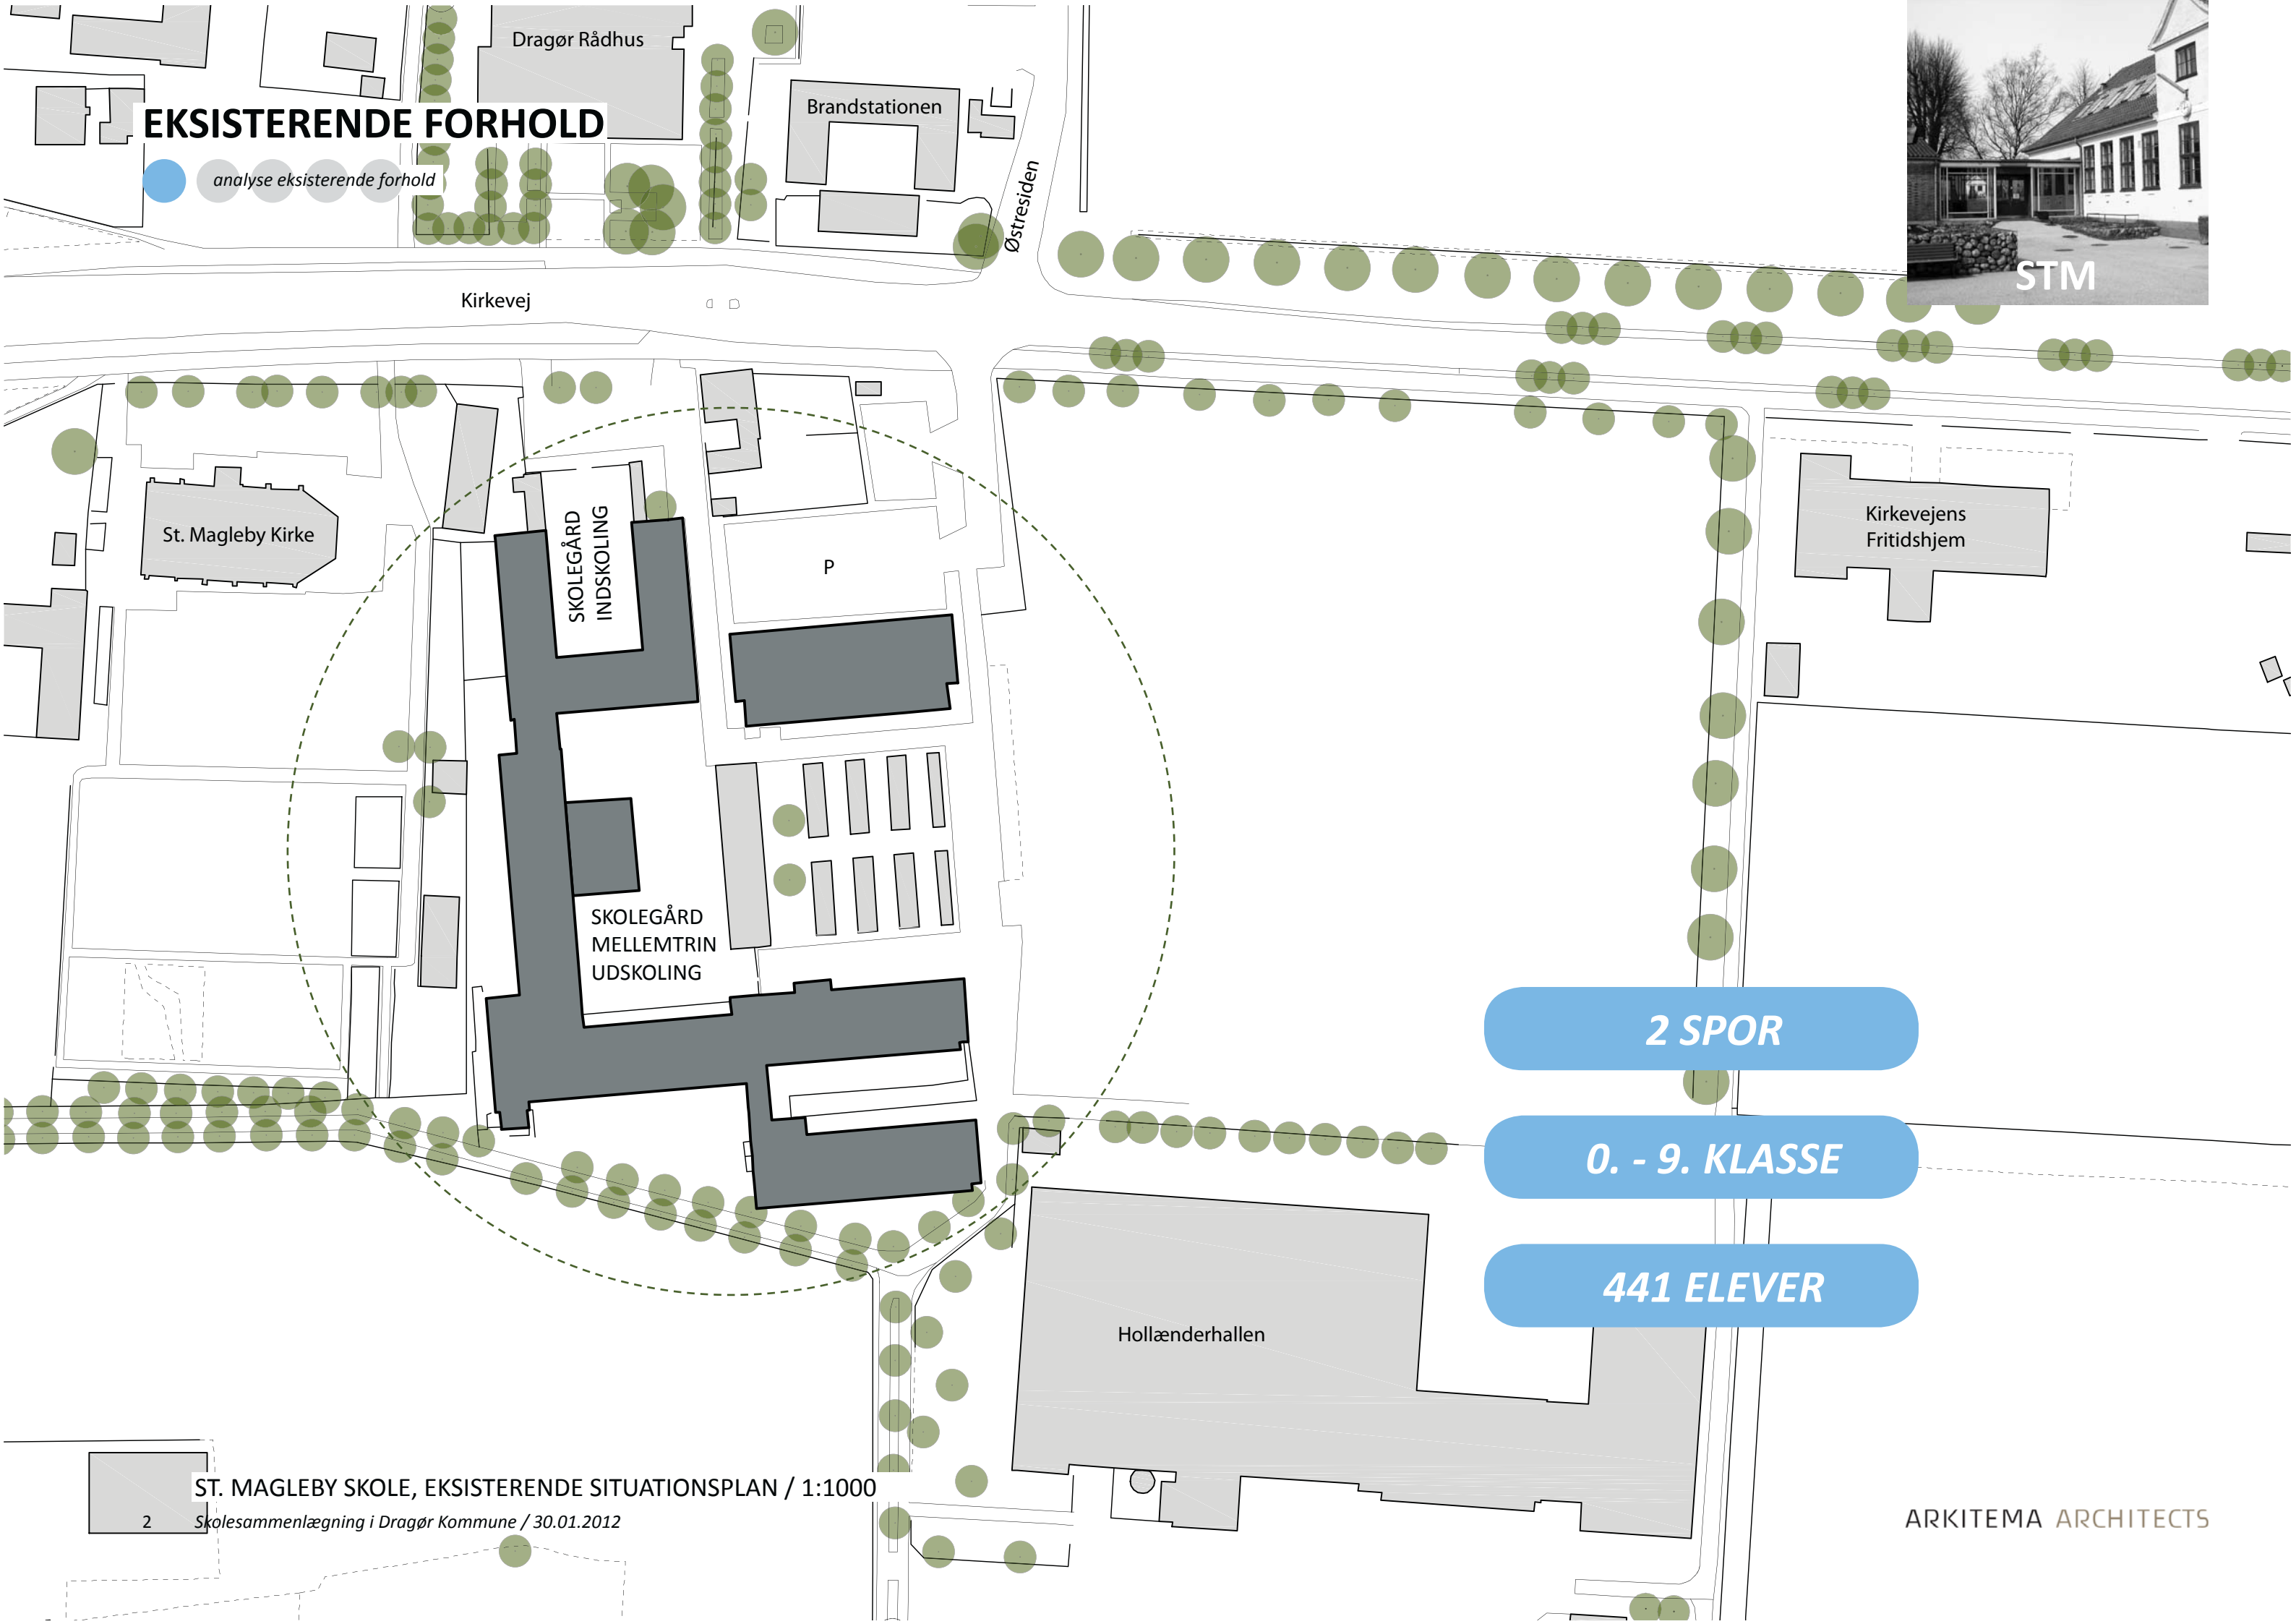 Dragør Rådhus
Brandstationen
EKSISTERENDE FORHOLD
analyse eksisterende forhold
Østresiden
STM
Kirkevej
St. Magleby Kirke
SKOLEGÅRD
INDSKOLING
P
Kirkevejens
Fritidshjem
SKOLEGÅRD
MELLEMTRIN
UDSKOLING
2 SPOR
0. - 9. KLASSE
441 ELEVER
Hollænderhallen
ST. MAGLEBY SKOLE, EKSISTERENDE SITUATIONSPLAN / 1:1000
2 Skolesammenlægning i Dragør Kommune / 30.01.2012
ARKITEMA ARCHITECTS